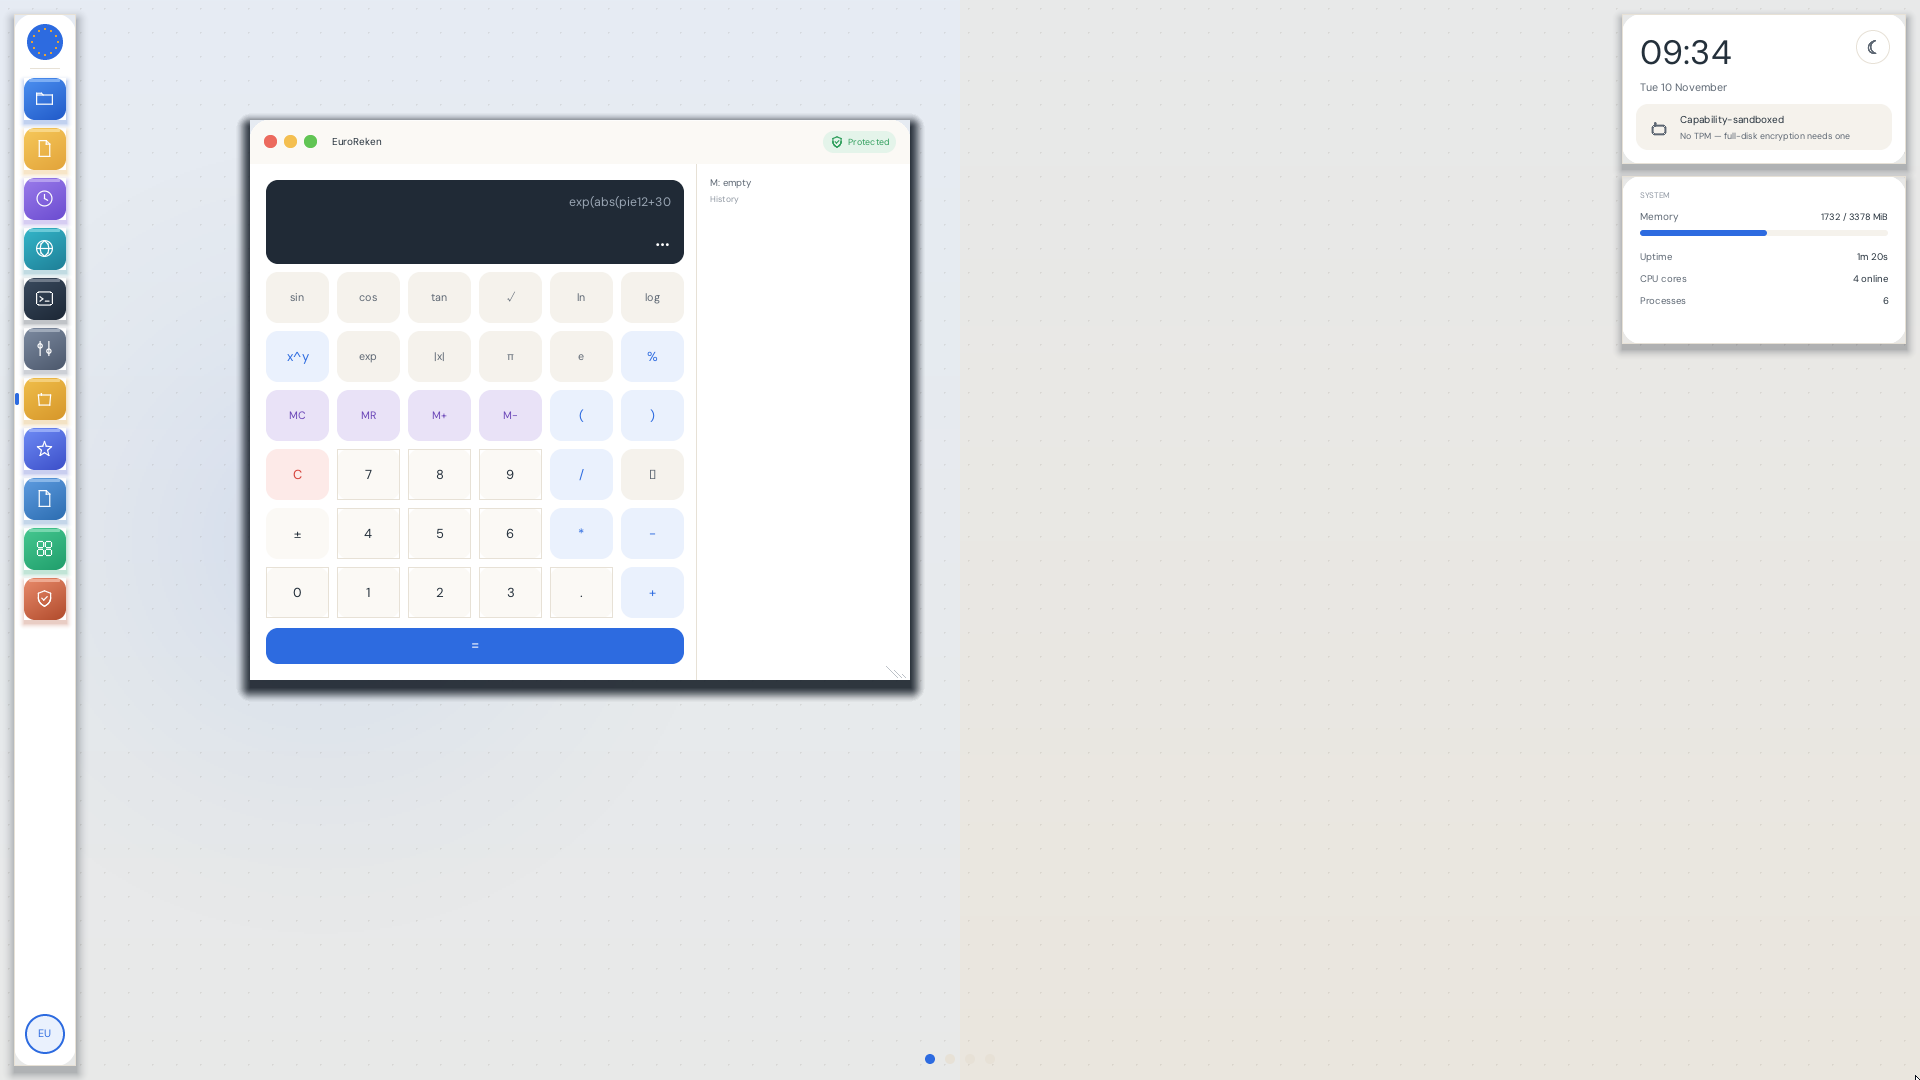 EuroReken
Protected
exp(abs(pie12+30
...
M: empty
History
sin cos tan √ ln log
x^y exp |x| π e %
MC MR M+ M- ( )
C 7 8 9 /
± 4 5 6 * -
0 1 2 3 . +
=
09:34
Tue 10 November
Capability-sandboxed
No TPM — full-disk encryption needs one
SYSTEM
Memory 1732 / 3378 MiB
Uptime 1m 20s
CPU cores 4 online
Processes 6
EU